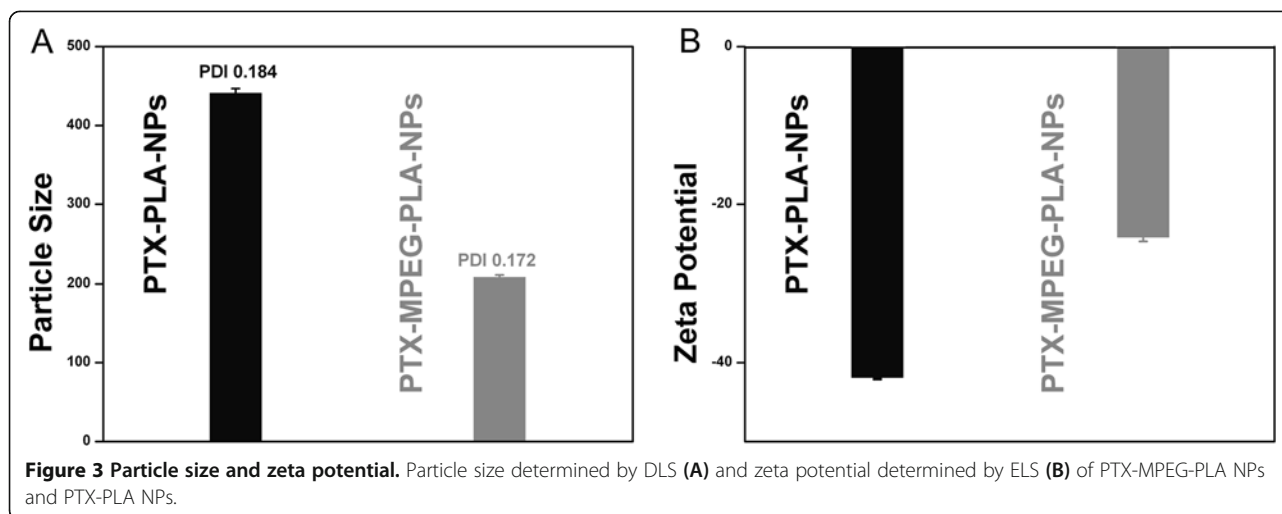 A
500
400
300
200
100
0
Particle Size
PTX-PLA-NPs
PDI 0.184
PTX-MPEG-PLA-NPs
PDI 0.172
B
0
-20
-40
Zeta Potential
PTX-PLA-NPs
PTX-MPEG-PLA-NPs
Figure 3 Particle size and zeta potential. Particle size determined by DLS (A) and zeta potential determined by ELS (B) of PTX-MPEG-PLA NPs
and PTX-PLA NPs.